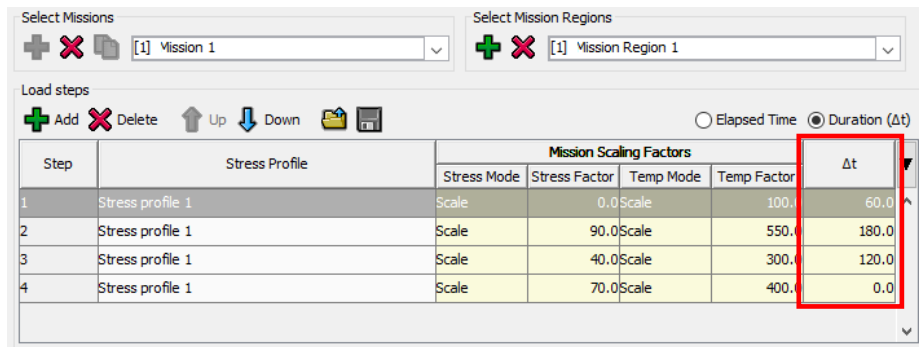 Select Missions
Select Mission Regions
[1] Mission 1
[1] Mission Region 1
Load steps
Add Delete Up Down Elapsed Time Duration (Δt)
Step Stress Profile Mission Scaling Factors Δt
Stress Mode Stress Factor Temp Mode Temp Factor
1 Stress profile 1 Scale 0.0 Scale 100.0 60.0
2 Stress profile 1 Scale 90.0 Scale 550.0 180.0
3 Stress profile 1 Scale 40.0 Scale 300.0 120.0
4 Stress profile 1 Scale 70.0 Scale 400.0 0.0